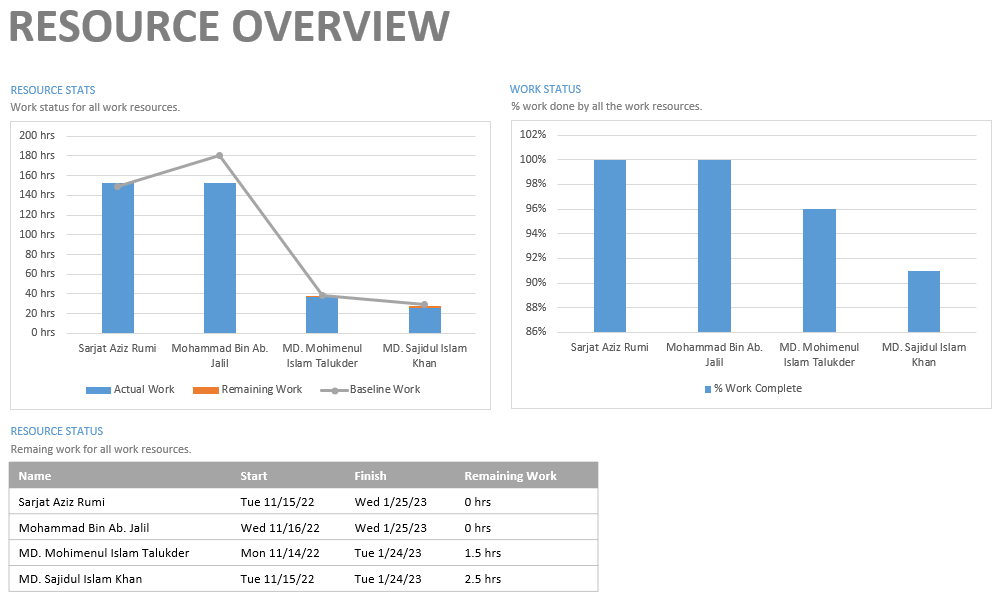 RESOURCE OVERVIEW
RESOURCE STATS
Work status for all work resources.
200 hrs
180 hrs
160 hrs
140 hrs
120 hrs
100 hrs
80 hrs
60 hrs
40 hrs
20 hrs
0 hrs
Sarjat Aziz Rumi
Mohammad Bin Ab.
Jalil
MD. Mohimenul
Islam Talukder
MD. Sajidul Islam
Khan
Actual Work Remaining Work Baseline Work
WORK STATUS
% work done by all the work resources.
102%
100%
98%
96%
94%
92%
90%
88%
86%
Sarjat Aziz Rumi
Mohammad Bin Ab.
Jalil
MD. Mohimenul
Islam Talukder
MD. Sajidul Islam
Khan
% Work Complete
RESOURCE STATUS
Remaing work for all work resources.
Name Start Finish Remaining Work
Sarjat Aziz Rumi Tue 11/15/22 Wed 1/25/23 0 hrs
Mohammad Bin Ab. Jalil Wed 11/16/22 Wed 1/25/23 0 hrs
MD. Mohimenul Islam Talukder Mon 11/14/22 Tue 1/24/23 1.5 hrs
MD. Sajidul Islam Khan Tue 11/15/22 Tue 1/24/23 2.5 hrs